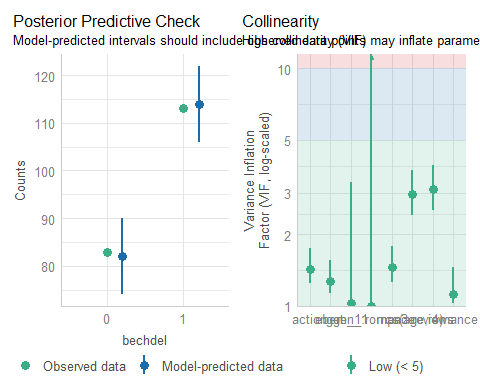 Posterior Predictive Check
Model-predicted intervals should include observed data points
Collinearity
High collinearity (VIF) may inflate parame
Counts
120
110
100
90
80
0
1
bechdel
Variance Inflation
Factor (VIF, log-scaled)
10
5
3
2
1
Observed data
Model-predicted data
Low (< 5)